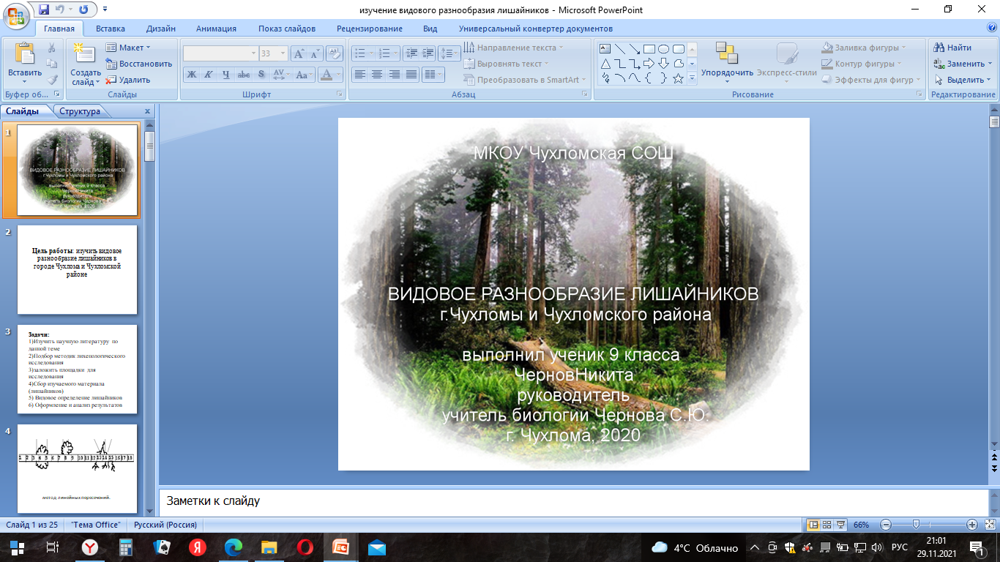 изучение видового разнообразия лишайников - Microsoft PowerPoint
Главная Вставка Дизайн Анимация Показ слайдов Рецензирование Вид Универсальный конвертер документов
Вставить
Буфер об...
Создать слайд
Макет
Восстановить
Удалить
Слайды
33
Ж К Ч abc S AV Aa A
Шрифт
Направление текста
Выровнять текст
Преобразовать в SmartArt
Абзац
Упорядочить
Экспресс-стили
Заливка фигуры
Контур фигуры
Эффекты для фигур
Рисование
Найти
Заменить
Выделить
Редактирование
Слайды Структура x
1
ВИДОВОЕ РАЗНООБРАЗИЕ ЛИШАЙНИКОВ
г.Чухломы и Чухломского района
выполнил ученик 9 класса
ЧерновНикита
руководитель
учитель биологии Чернова С.Ю.
г. Чухлома, 2020
2
Цель работы: изучить видовое
разнообразие лишайников в
городе Чухлома и Чухломской
районе
3
Задачи:
1)Изучить научную литературу по
данной теме
2)Подбор методик лихенологического
исследования
3)заложить площадки для
исследования
4)Сбор изучаемого материала
(лишайников)
5) Видовое определение лишайников
6) Оформление и анализ результатов
4
1 2 3 4 5 6 7 8 9 10 11 12 13 14 15 16 17 18
метод линейных пересечений.
МКОУ Чухломская СОШ
ВИДОВОЕ РАЗНООБРАЗИЕ ЛИШАЙНИКОВ
г.Чухломы и Чухломского района
выполнил ученик 9 класса
ЧерновНикита
руководитель
учитель биологии Чернова С.Ю.
г. Чухлома, 2020
Заметки к слайду
Слайд 1 из 25 "Тема Office" Русский (Россия) 66%
4°C Облачно РУС 21:01
29.11.2021
1